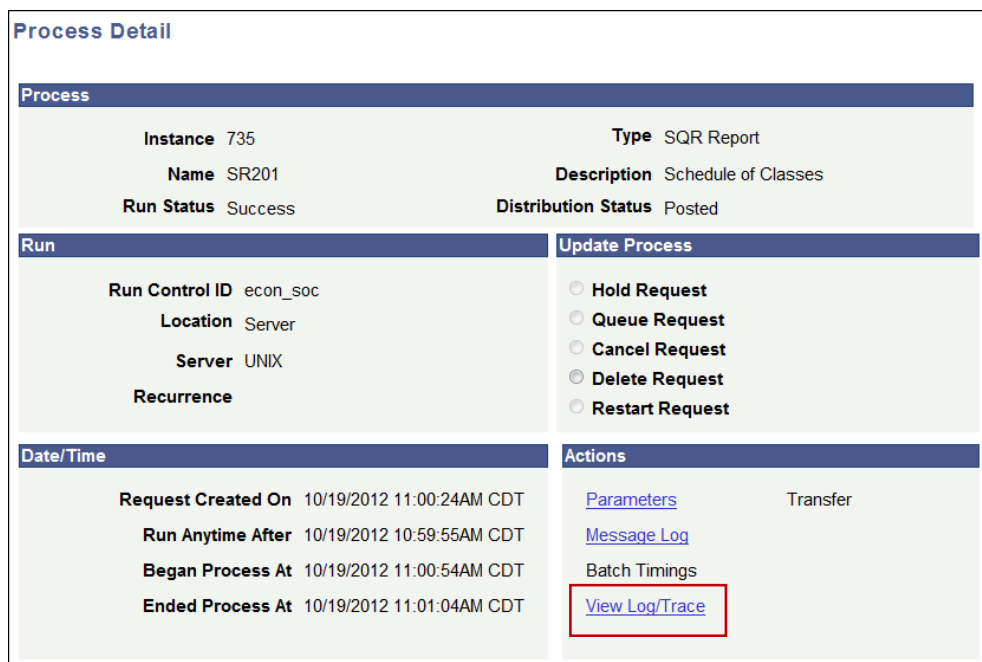 Process Detail
Process
Instance 735 Type SQR Report
Name SR201 Description Schedule of Classes
Run Status Success Distribution Status Posted
Run
Run Control ID econ_soc
Location Server
Server UNIX
Recurrence
Update Process
Hold Request
Queue Request
Cancel Request
Delete Request
Restart Request
Date/Time
Request Created On 10/19/2012 11:00:24AM CDT
Run Anytime After 10/19/2012 10:59:55AM CDT
Began Process At 10/19/2012 11:00:54AM CDT
Ended Process At 10/19/2012 11:01:04AM CDT
Actions
Parameters Transfer
Message Log
Batch Timings
View Log/Trace